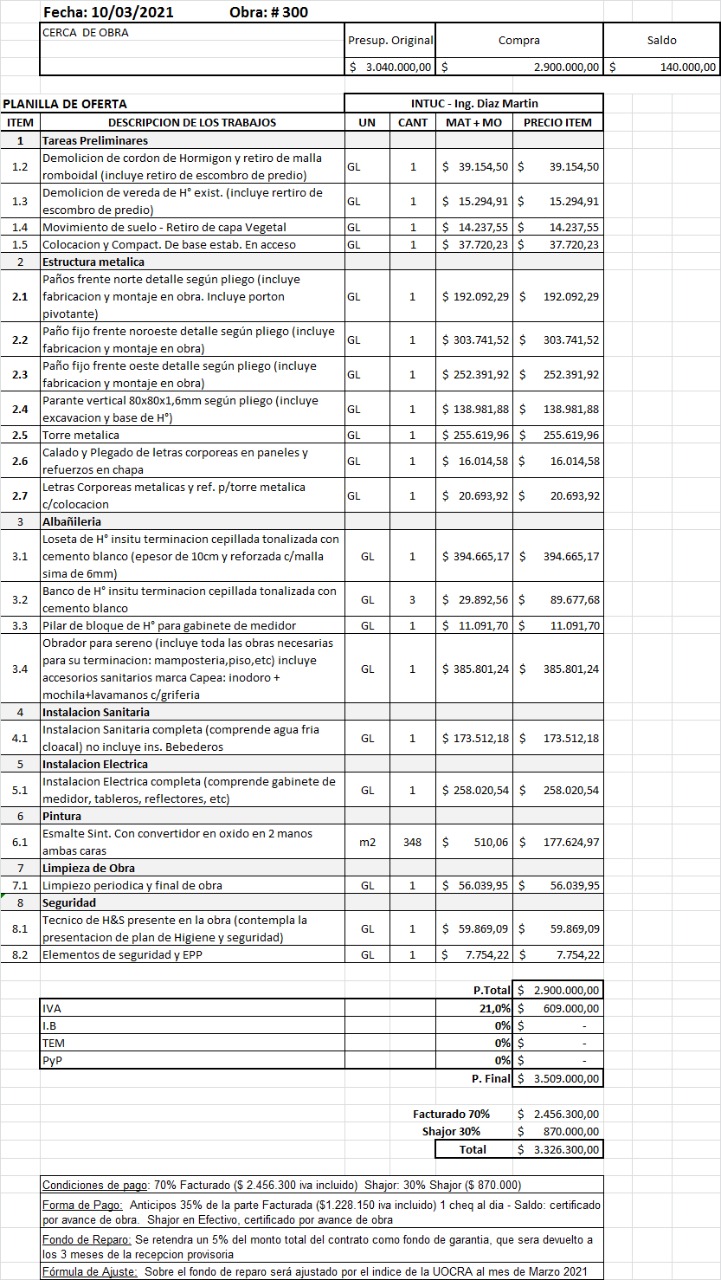 Fecha: 10/03/2021 Obra: # 300
CERCA DE OBRA
Presup. Original Compra Saldo
$ 3.040.000,00 $ 2.900.000,00 $ 140.000,00
PLANILLA DE OFERTA INTUC - Ing. Diaz Martin
ITEM DESCRIPCION DE LOS TRABAJOS UN CANT MAT + MO PRECIO ITEM
1 Tareas Preliminares
1.2 Demolicion de cordon de Hormigon y retiro de malla
romboidal (incluye retiro de escombro de predio) GL 1 $ 39.154,50 $ 39.154,50
1.3 Demolicion de vereda de H° exist. (incluye rertiro de
escombro de predio) GL 1 $ 15.294,91 $ 15.294,91
1.4 Movimiento de suelo - Retiro de capa Vegetal GL 1 $ 14.237,55 $ 14.237,55
1.5 Colocacion y Compact. De base estab. En acceso GL 1 $ 37.720,23 $ 37.720,23
2 Estructura metalica
Paños frente norte detalle según pliego (incluye
2.1 fabricacion y montaje en obra. Incluye porton GL 1 $ 192.092,29 $ 192.092,29
pivotante)
2.2 Paño fijo frente noroeste detalle según pliego (incluye
fabricacion y montaje en obra) GL 1 $ 303.741,52 $ 303.741,52
2.3 Paño fijo frente oeste detalle según pliego (incluye
fabricacion y montaje en obra) GL 1 $ 252.391,92 $ 252.391,92
2.4 Parante vertical 80x80x1,6mm según pliego (incluye
excavacion y base de H°) GL 1 $ 138.981,88 $ 138.981,88
2.5 Torre metalica GL 1 $ 255.619,96 $ 255.619,96
2.6 Calado y Plegado de letras corporeas en paneles y
refuerzos en chapa GL 1 $ 16.014,58 $ 16.014,58
2.7 Letras Corporeas metalicas y ref. p/torre metalica
c/colocacion GL 1 $ 20.693,92 $ 20.693,92
3 Albañileria
Loseta de H° insitu terminacion cepillada tonalizada con
3.1 cemento blanco (epesor de 10cm y reforzada c/malla GL 1 $ 394.665,17 $ 394.665,17
sima de 6mm)
3.2 Banco de H° insitu terminacion cepillada tonalizada con
cemento blanco GL 3 $ 29.892,56 $ 89.677,68
3.3 Pilar de bloque de H° para gabinete de medidor GL 1 $ 11.091,70 $ 11.091,70
Obrador para sereno (incluye toda las obras necesarias
para su terminacion: mamposteria,piso,etc) incluye
3.4 accesorios sanitarios marca Capea: inodoro + GL 1 $ 385.801,24 $ 385.801,24
mochila+lavamanos c/griferia
4 Instalacion Sanitaria
4.1 Instalacion Sanitaria completa (comprende agua fria
cloacal) no incluye ins. Bebederos GL 1 $ 173.512,18 $ 173.512,18
5 Instalacion Electrica
5.1 Instalacion Electrica completa (comprende gabinete de
medidor, tableros, reflectores, etc) GL 1 $ 258.020,54 $ 258.020,54
6 Pintura
6.1 Esmalte Sint. Con convertidor en oxido en 2 manos
ambas caras m2 348 $ 510,06 $ 177.624,97
7 Limpieza de Obra
7.1 Limpiezo periodica y final de obra GL 1 $ 56.039,95 $ 56.039,95
8 Seguridad
8.1 Tecnico de H&S presente en la obra (contempla la
presentacion de plan de Higiene y seguridad) GL 1 $ 59.869,09 $ 59.869,09
8.2 Elementos de seguridad y EPP GL 1 $ 7.754,22 $ 7.754,22
P.Total $ 2.900.000,00
IVA 21,0% $ 609.000,00
I.B 0% $ -
TEM 0% $ -
PyP 0% $ -
P. Final $ 3.509.000,00
Facturado 70% $ 2.456.300,00
Shajor 30% $ 870.000,00
Total $ 3.326.300,00
Condiciones de pago: 70% Facturado ($ 2.456.300 iva incluido) Shajor: 30% Shajor ($ 870.000)
Forma de Pago: Anticipos 35% de la parte Facturada ($1.228.150 iva incluido) 1 cheq al dia - Saldo: certificado
por avance de obra. Shajor en Efectivo, certificado por avance de obra
Fondo de Reparo: Se retendra un 5% del monto total del contrato como fondo de garantia, que sera devuelto a
los 3 meses de la recepcion provisoria
Fórmula de Ajuste: Sobre el fondo de reparo será ajustado por el indice de la UOCRA al mes de Marzo 2021